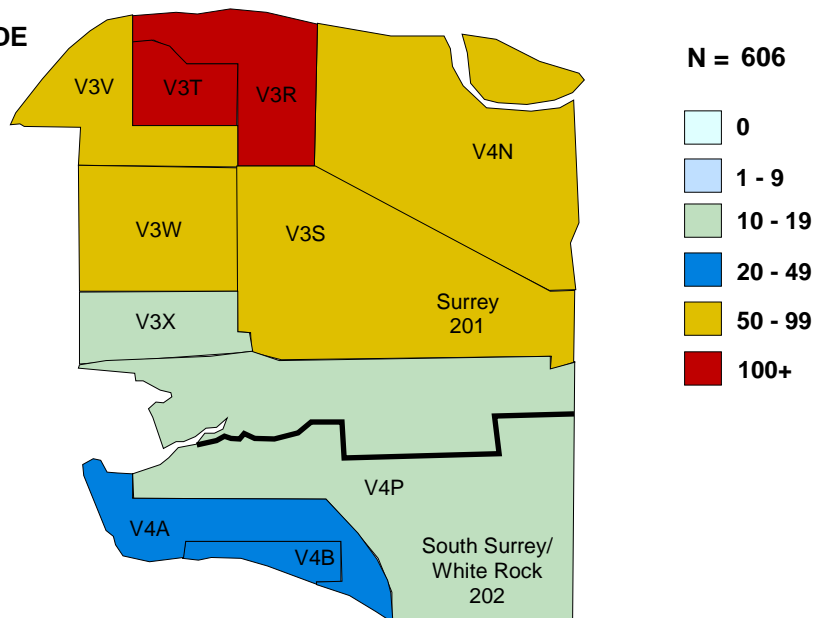 DE
N = 606
V3V
V3T
V3R
0
V4N
1 - 9
10 - 19
V3W
V3S
20 - 49
Surrey
201
V3X
50 - 99
100+
V4P
V4A
V4B
South Surrey/
White Rock
202